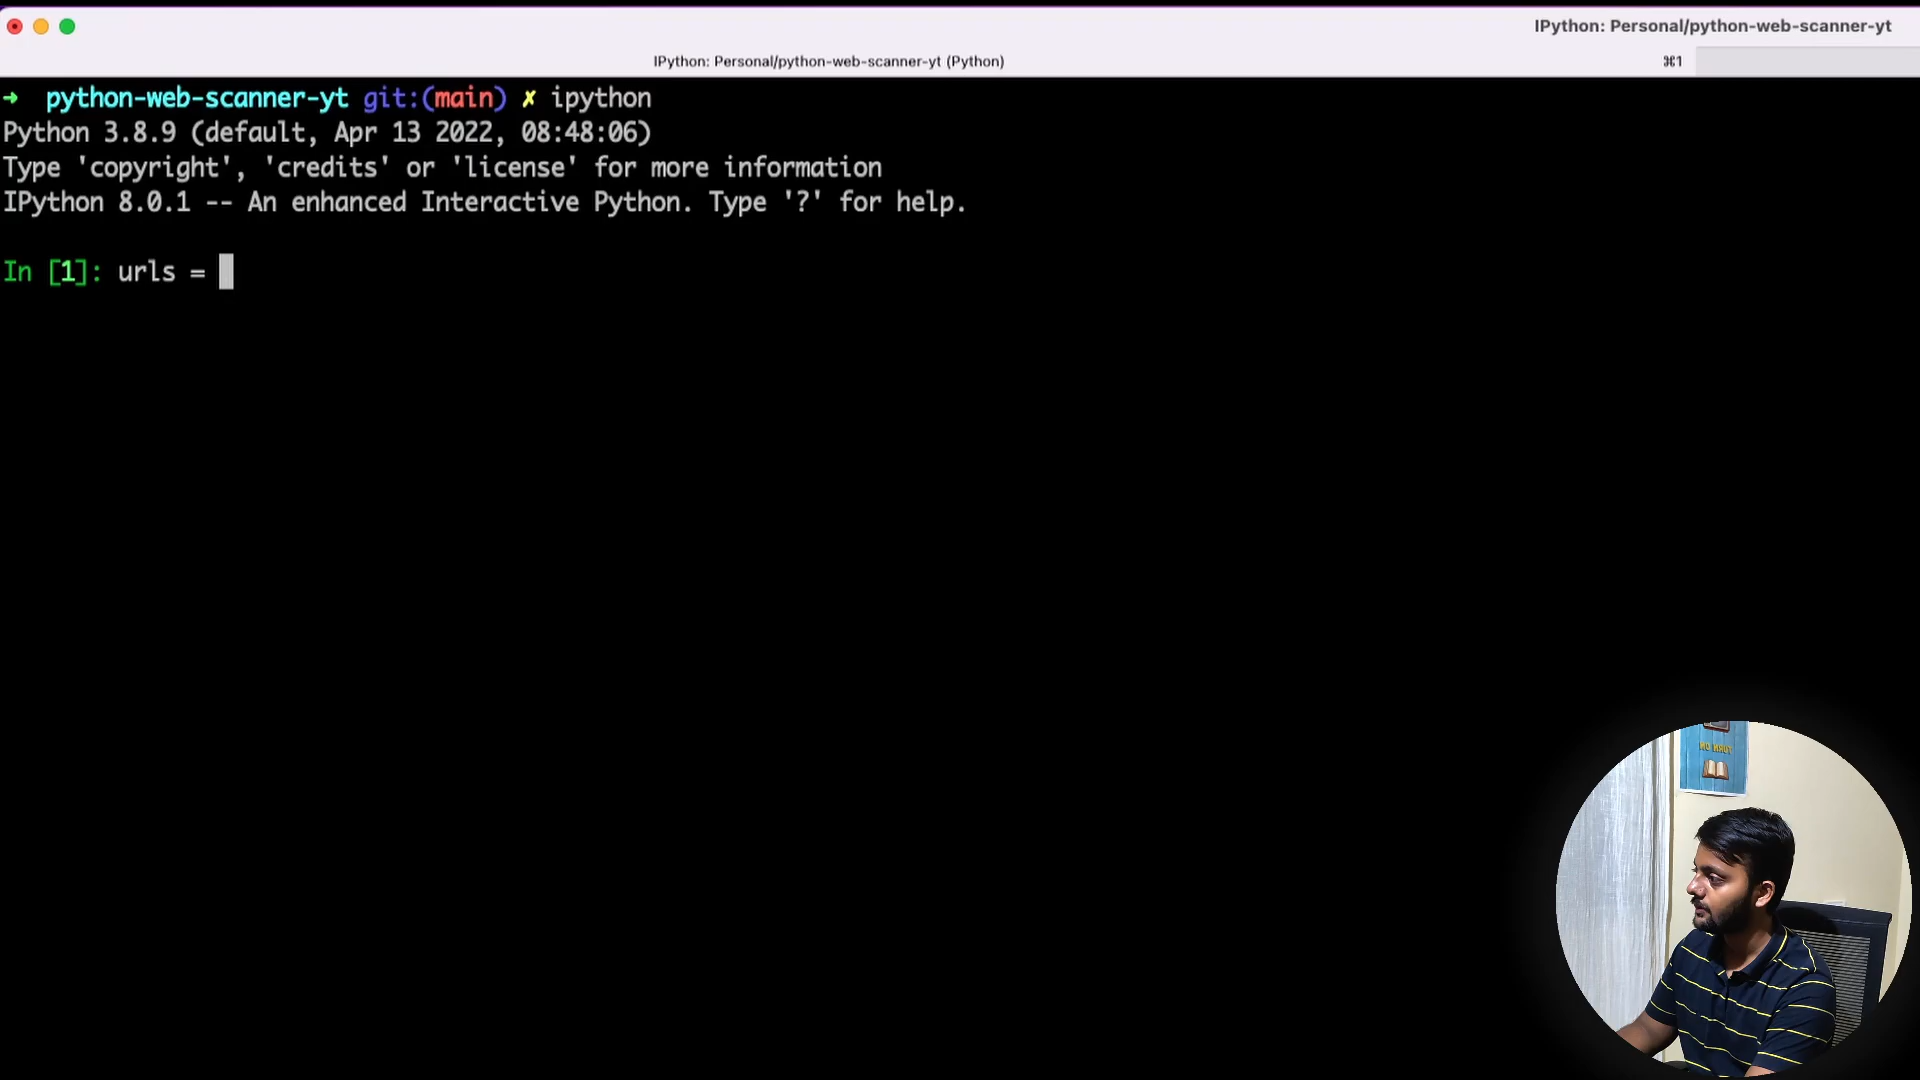 IPython: Personal/python-web-scanner-yt
IPython: Personal/python-web-scanner-yt (Python)
⌘1
➜ python-web-scanner-yt git:(main) ✗ ipython
Python 3.8.9 (default, Apr 13 2022, 08:48:06)
Type 'copyright', 'credits' or 'license' for more information
IPython 8.0.1 -- An enhanced Interactive Python. Type '?' for help.
In [1]: urls =